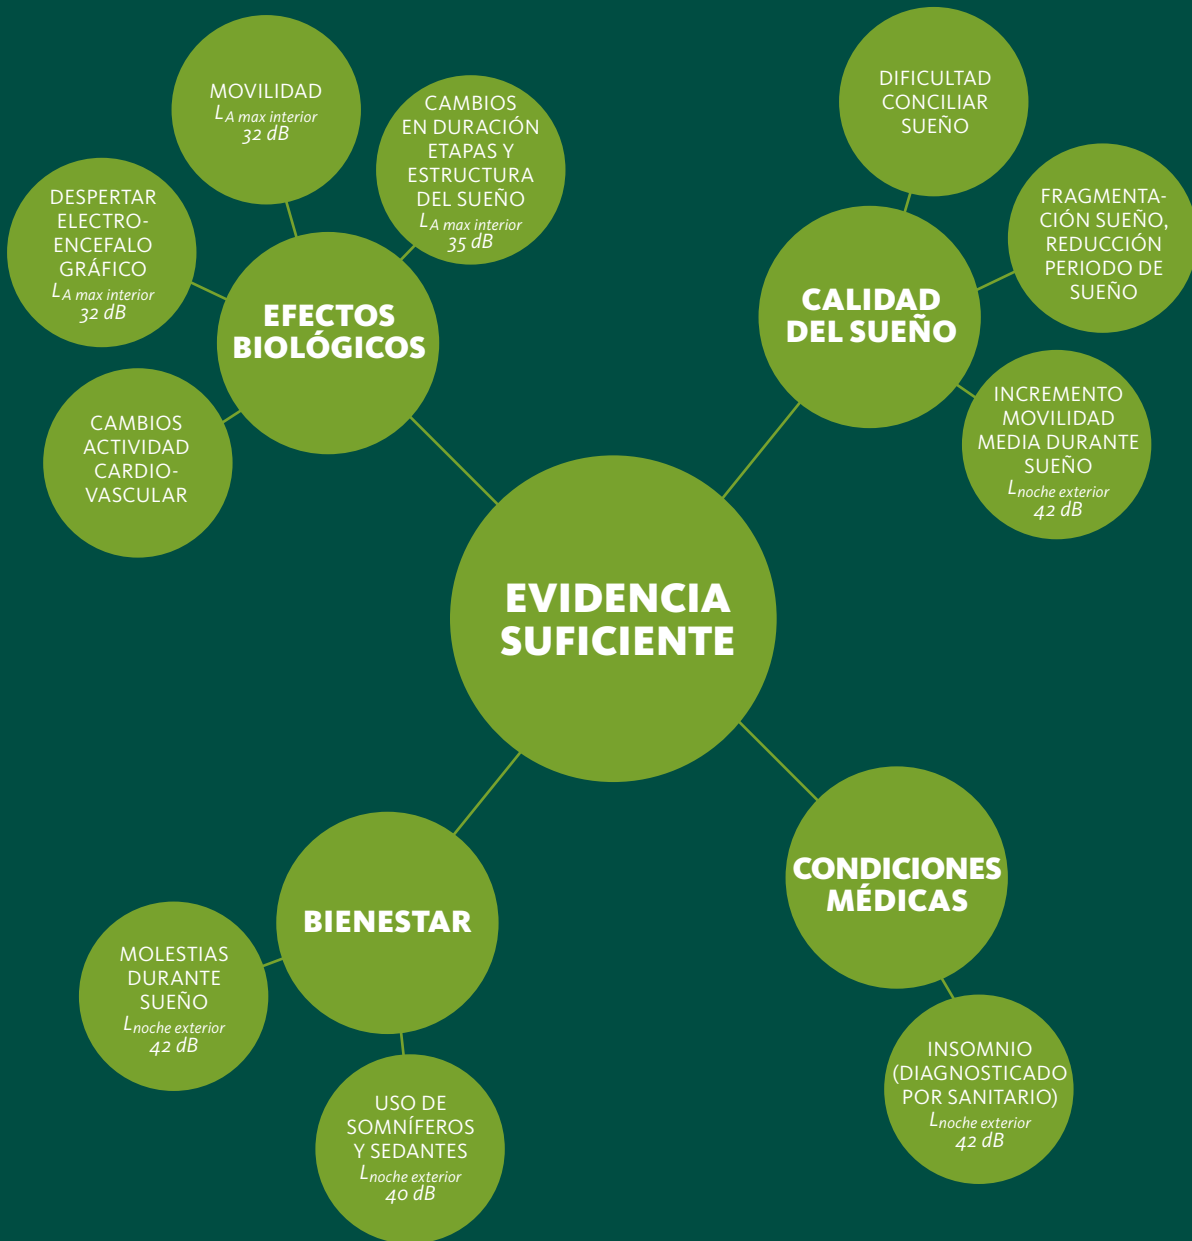 MOVILIDAD
LA max interior
32 dB
CAMBIOS
EN DURACIÓN
ETAPAS Y
ESTRUCTURA
DEL SUEÑO
LA max interior
35 dB
DESPERTAR
ELECTRO-
ENCEFALO
GRÁFICO
LA max interior
32 dB
EFECTOS
BIOLÓGICOS
CAMBIOS
ACTIVIDAD
CARDIO-
VASCULAR
DIFICULTAD
CONCILIAR
SUEÑO
FRAGMENTA-
CIÓN SUEÑO,
REDUCCIÓN
PERIODO DE
SUEÑO
CALIDAD
DEL SUEÑO
INCREMENTO
MOVILIDAD
MEDIA DURANTE
SUEÑO
Lnoche exterior
42 dB
EVIDENCIA
SUFICIENTE
BIENESTAR
MOLESTIAS
DURANTE
SUEÑO
Lnoche exterior
42 dB
USO DE
SOMNÍFEROS
Y SEDANTES
Lnoche exterior
40 dB
CONDICIONES
MÉDICAS
INSOMNIO
(DIAGNOSTICADO
POR SANITARIO)
Lnoche exterior
42 dB